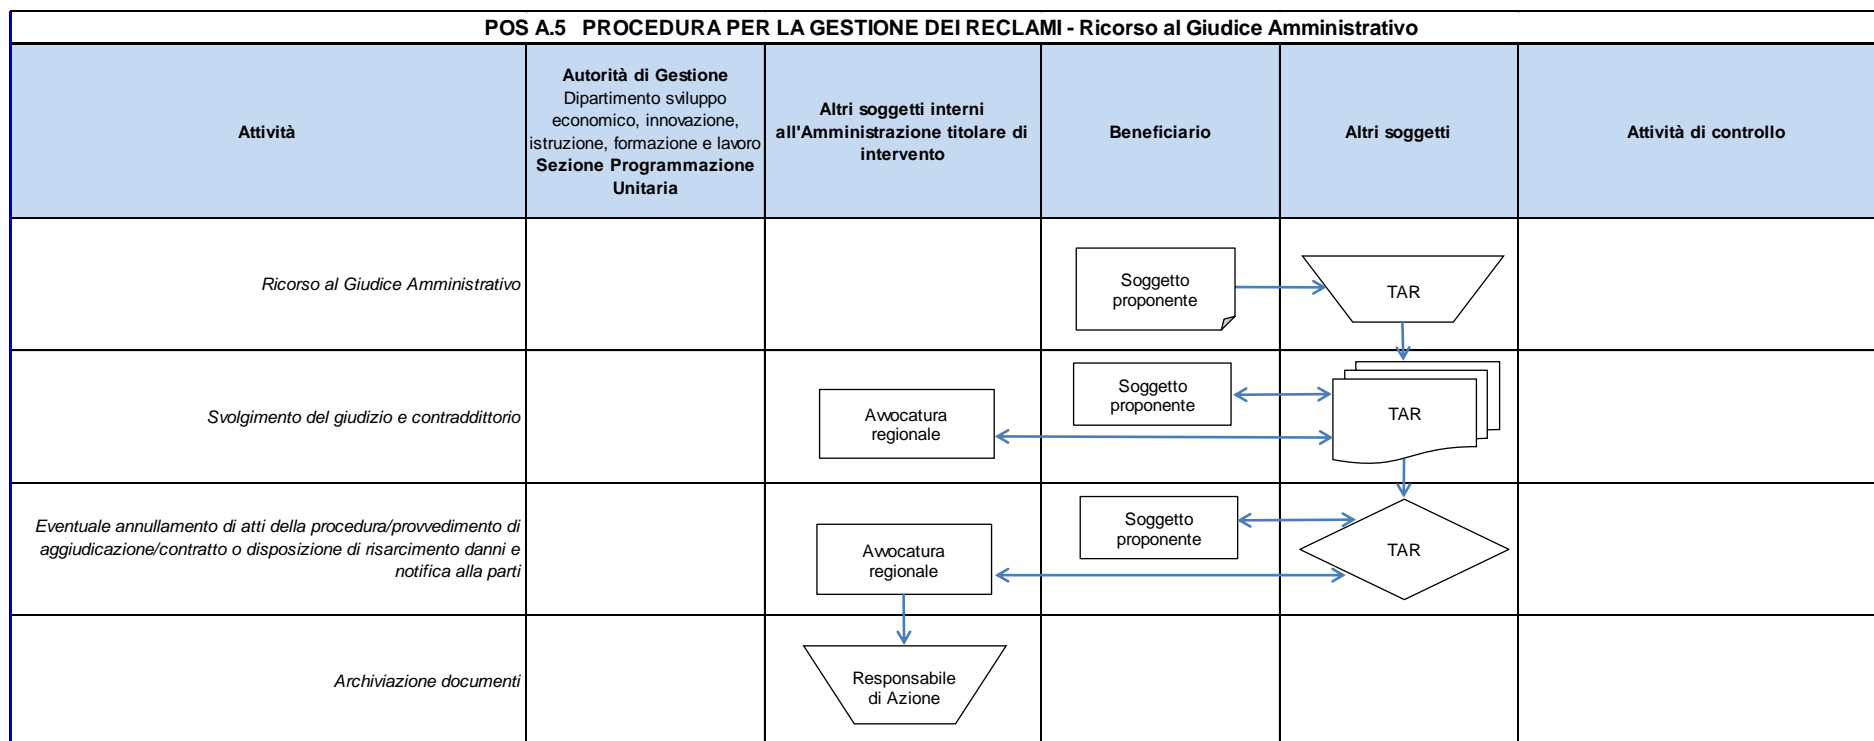 POS A.5 PROCEDURA PER LA GESTIONE DEI RECLAMI - Ricorso al Giudice Amministrativo
Attività
Autorità di Gestione
Dipartimento sviluppo
economico, innovazione,
istruzione, formazione e lavoro
Sezione Programmazione
Unitaria
Altri soggetti interni
all'Amministrazione titolare di
intervento
Beneficiario
Altri soggetti
Attività di controllo
Ricorso al Giudice Amministrativo
Soggetto
proponente
TAR
Svolgimento del giudizio e contraddittorio
Avvocatura
regionale
Soggetto
proponente
TAR
Eventuale annullamento di atti della procedura/provvedimento di
aggiudicazione/contratto o disposizione di risarcimento danni e
notifica alla parti
Avvocatura
regionale
Soggetto
proponente
TAR
Archiviazione documenti
Responsabile
di Azione